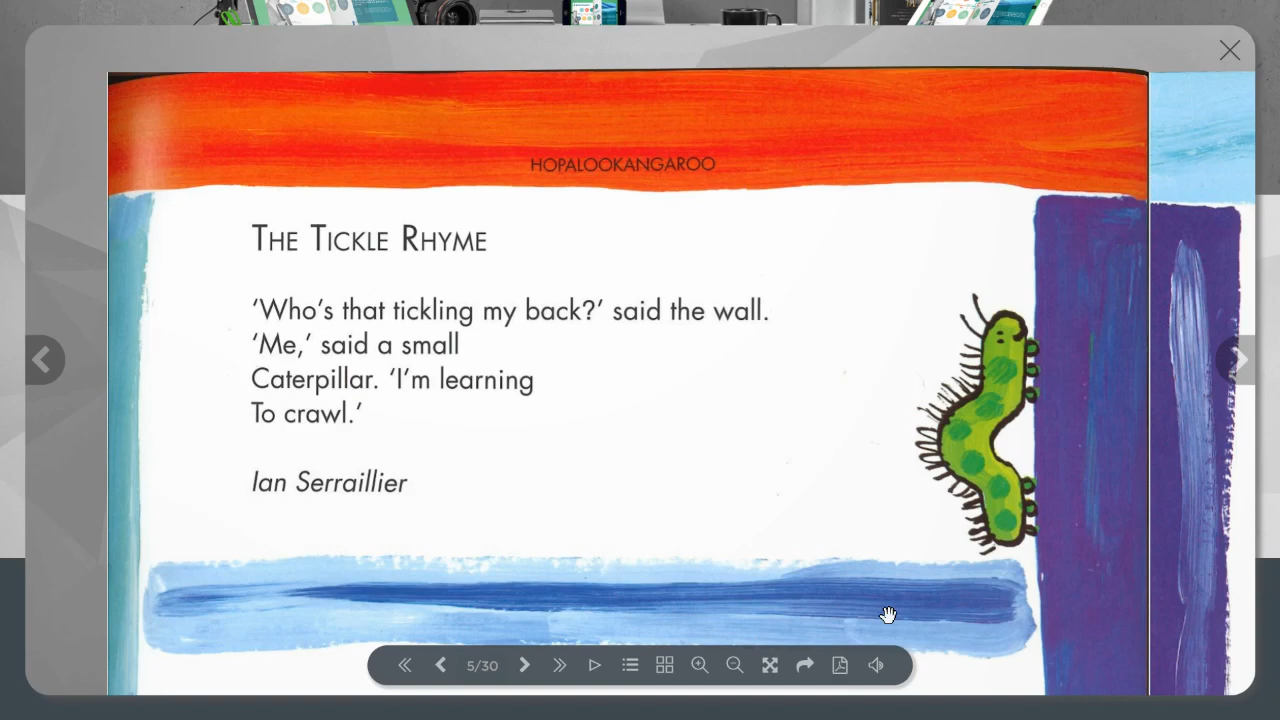 HOPALOOKANGAROO
THE TICKLE RHYME
‘Who’s that tickling my back?’ said the wall.
‘Me,’ said a small
Caterpillar. ‘I’m learning
To crawl.’
Ian Serraillier
5/30